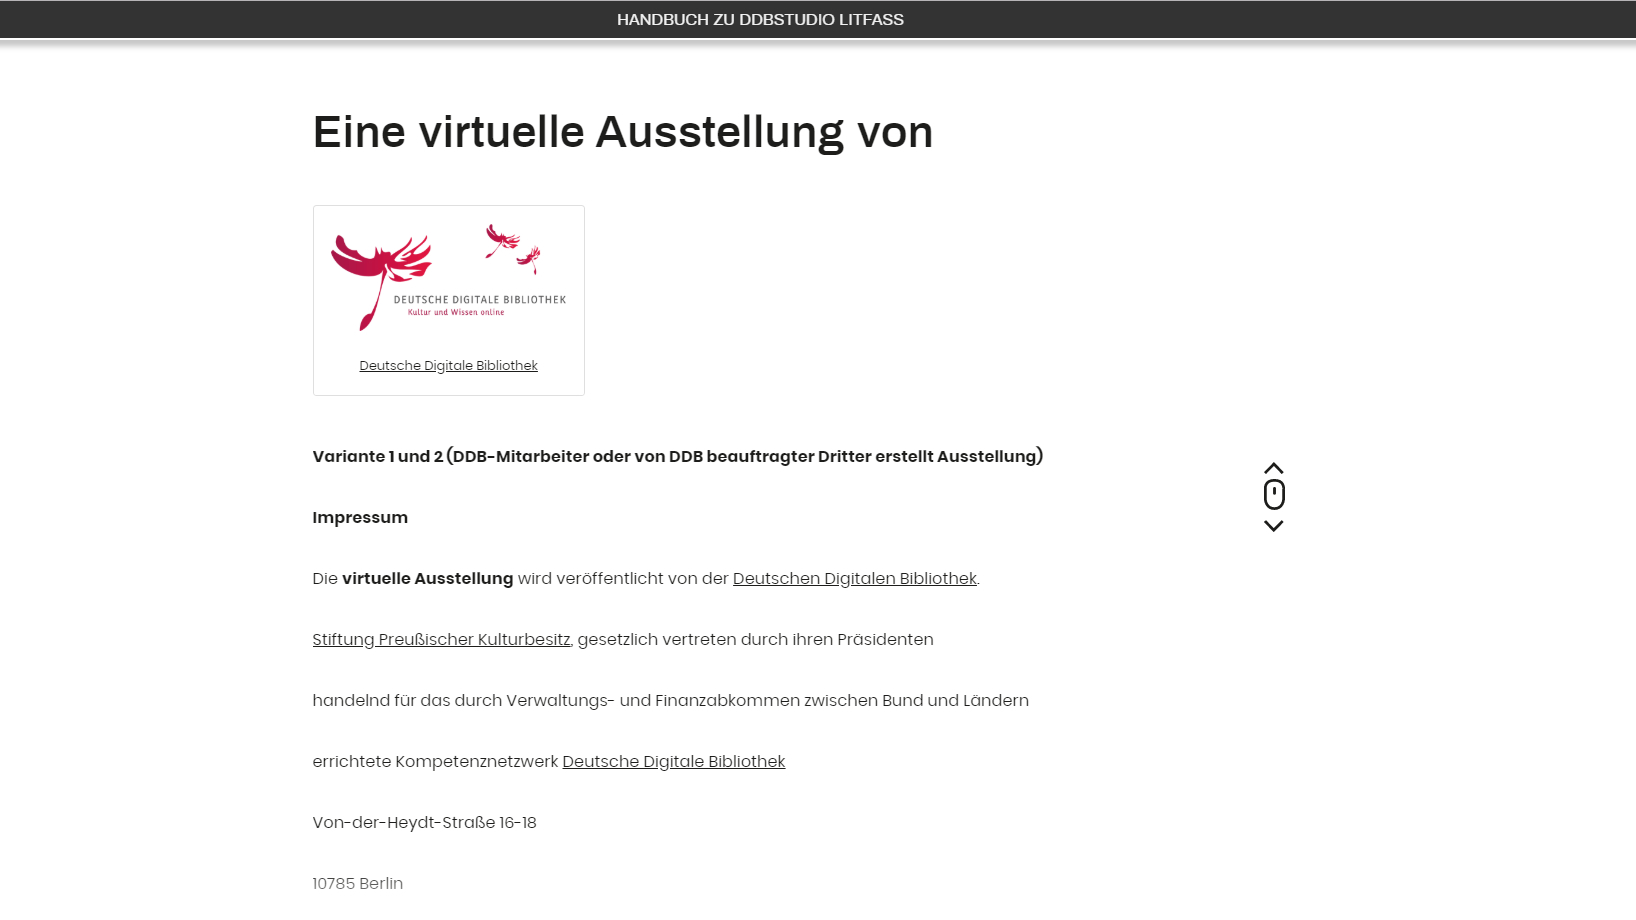 HANDBUCH ZU DDBSTUDIO LITFASS
Eine virtuelle Ausstellung von
DEUTSCHE DIGITALE BIBLIOTHEK
Kultur und Wissen online
Deutsche Digitale Bibliothek
Variante 1 und 2 (DDB-Mitarbeiter oder von DDB beauftragter Dritter erstellt Ausstellung)
Impressum
Die virtuelle Ausstellung wird veröffentlicht von der Deutschen Digitalen Bibliothek.
Stiftung Preußischer Kulturbesitz, gesetzlich vertreten durch ihren Präsidenten
handelnd für das durch Verwaltungs- und Finanzabkommen zwischen Bund und Ländern
errichtete Kompetenznetzwerk Deutsche Digitale Bibliothek
Von-der-Heydt-Straße 16-18
10785 Berlin